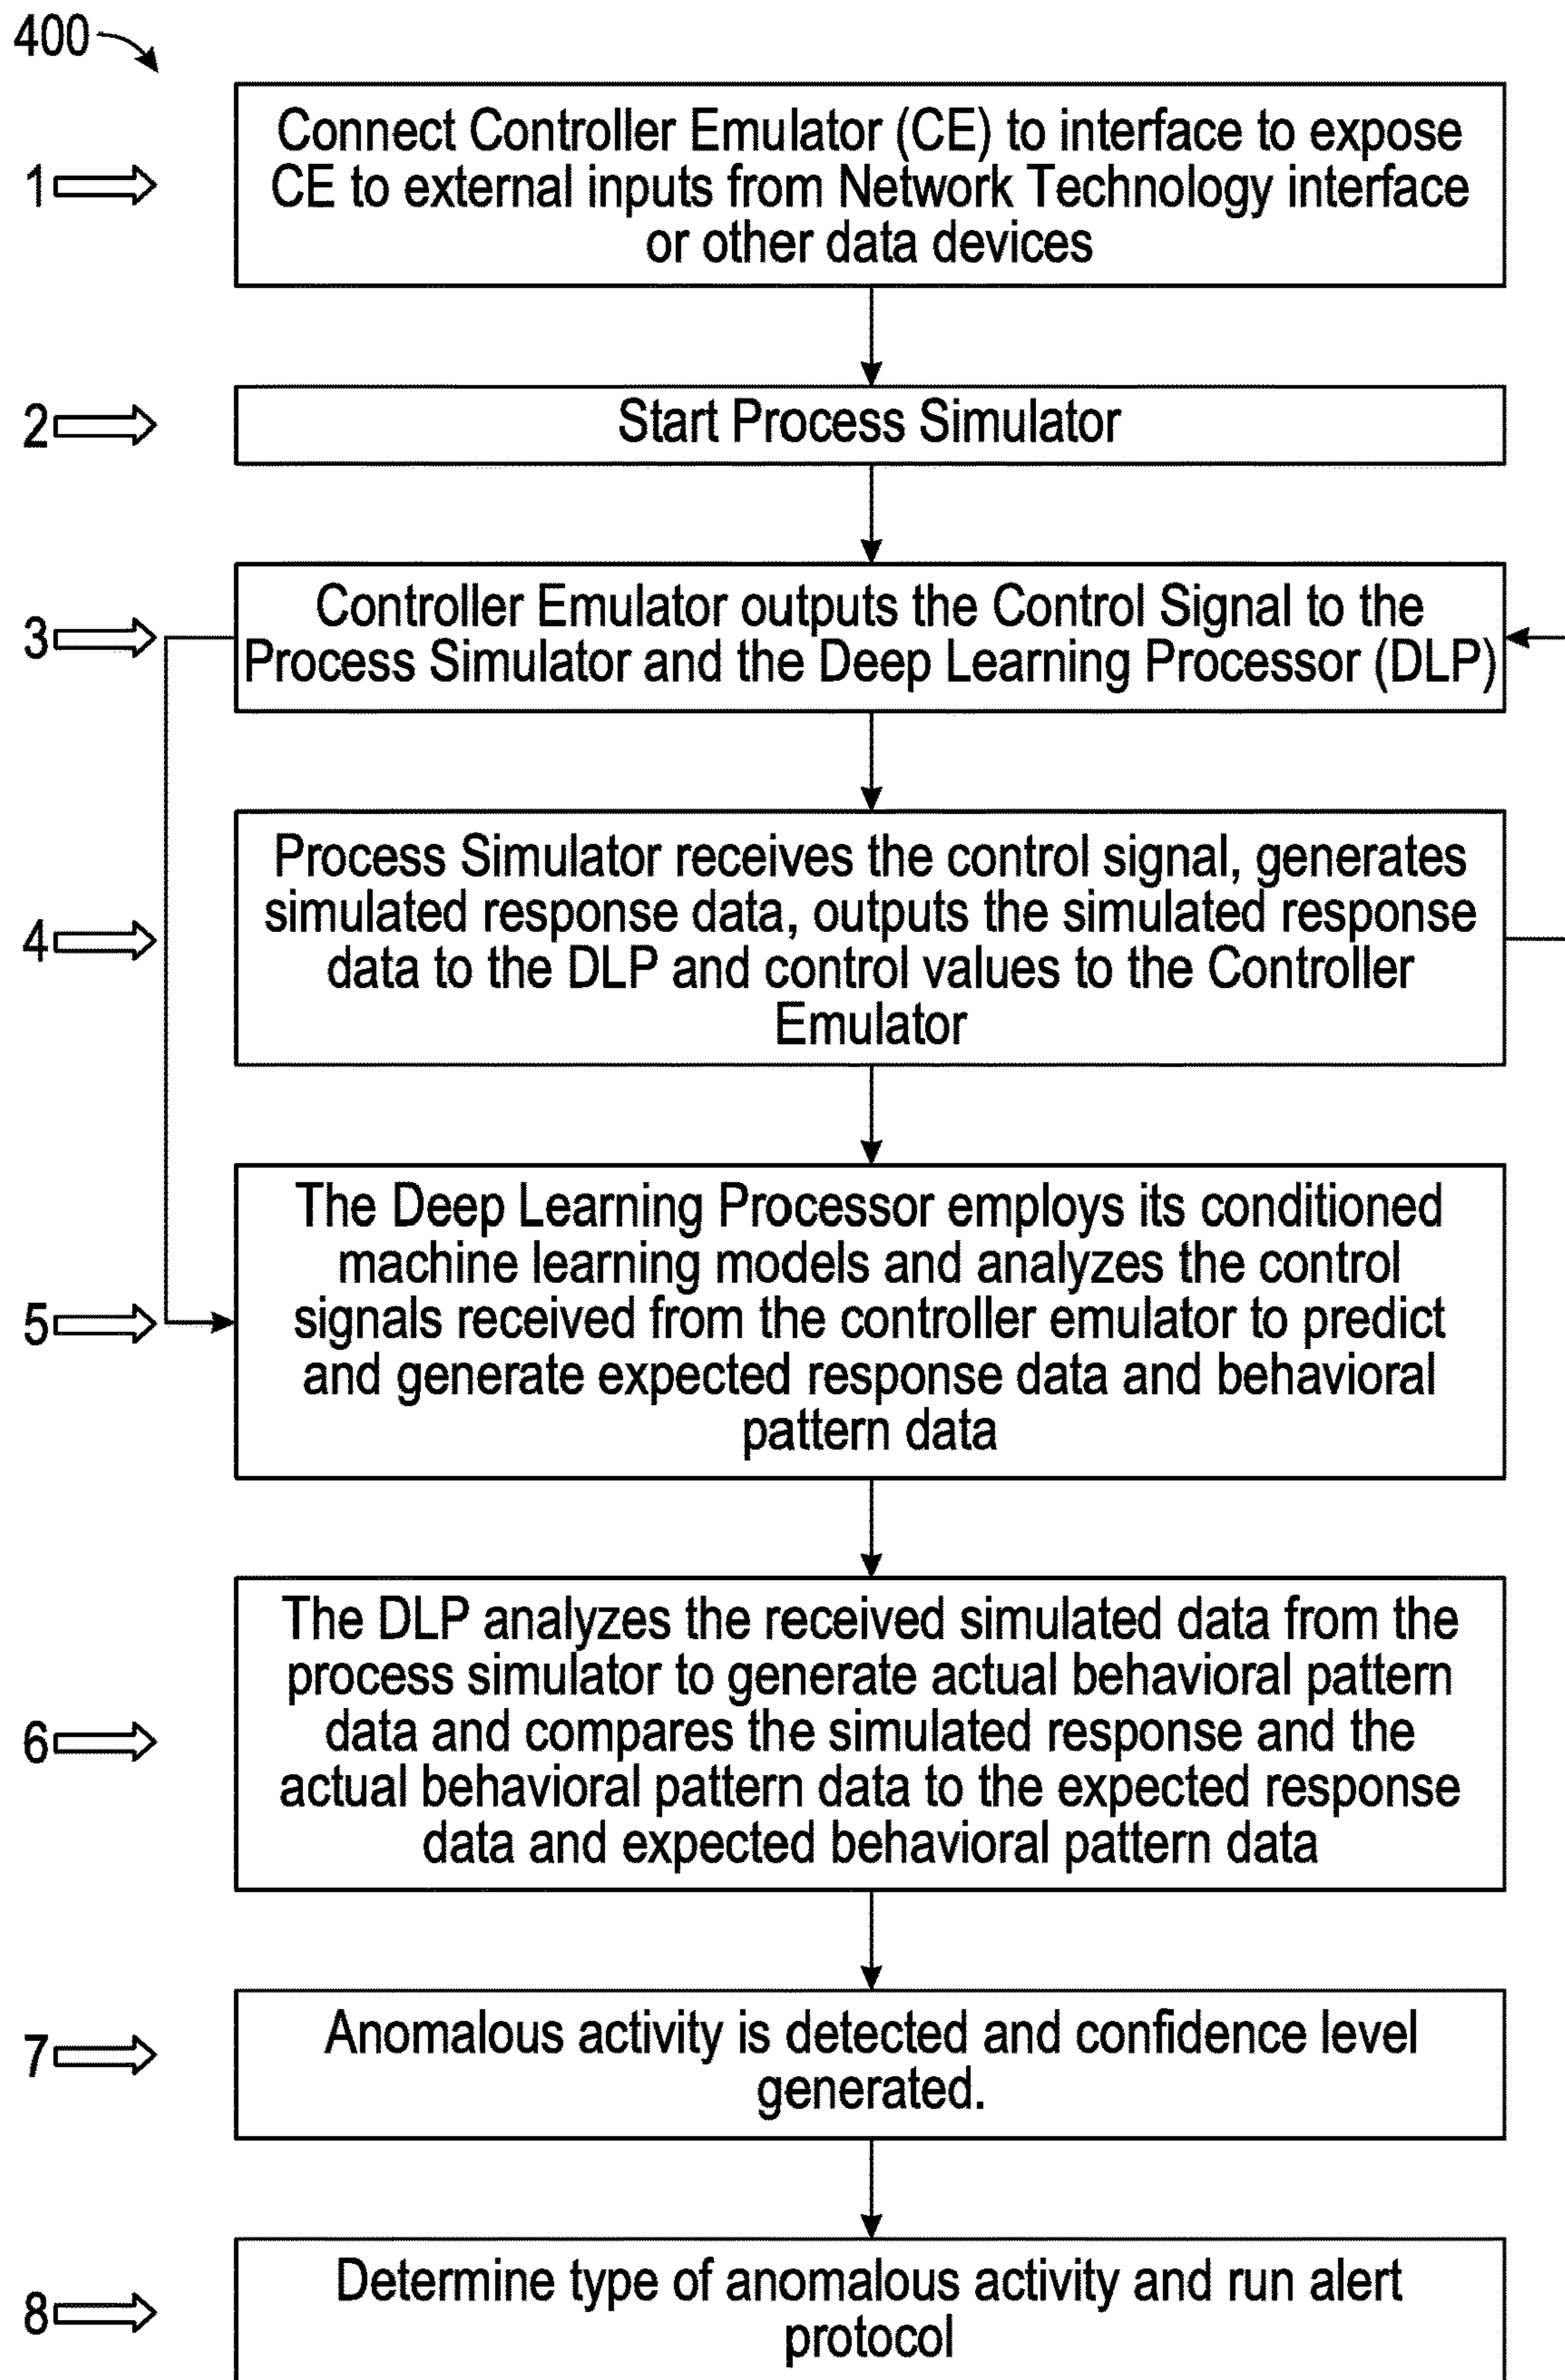 400
1
Connect Controller Emulator (CE) to interface to expose
CE to external inputs from Network Technology interface
or other data devices
2
Start Process Simulator
3
Controller Emulator outputs the Control Signal to the
Process Simulator and the Deep Learning Processor (DLP)
4
Process Simulator receives the control signal, generates
simulated response data, outputs the simulated response
data to the DLP and control values to the Controller
Emulator
5
The Deep Learning Processor employs its conditioned
machine learning models and analyzes the control
signals received from the controller emulator to predict
and generate expected response data and behavioral
pattern data
6
The DLP analyzes the received simulated data from the
process simulator to generate actual behavioral pattern
data and compares the simulated response and the
actual behavioral pattern data to the expected response
data and expected behavioral pattern data
7
Anomalous activity is detected and confidence level
generated.
8
Determine type of anomalous activity and run alert
protocol